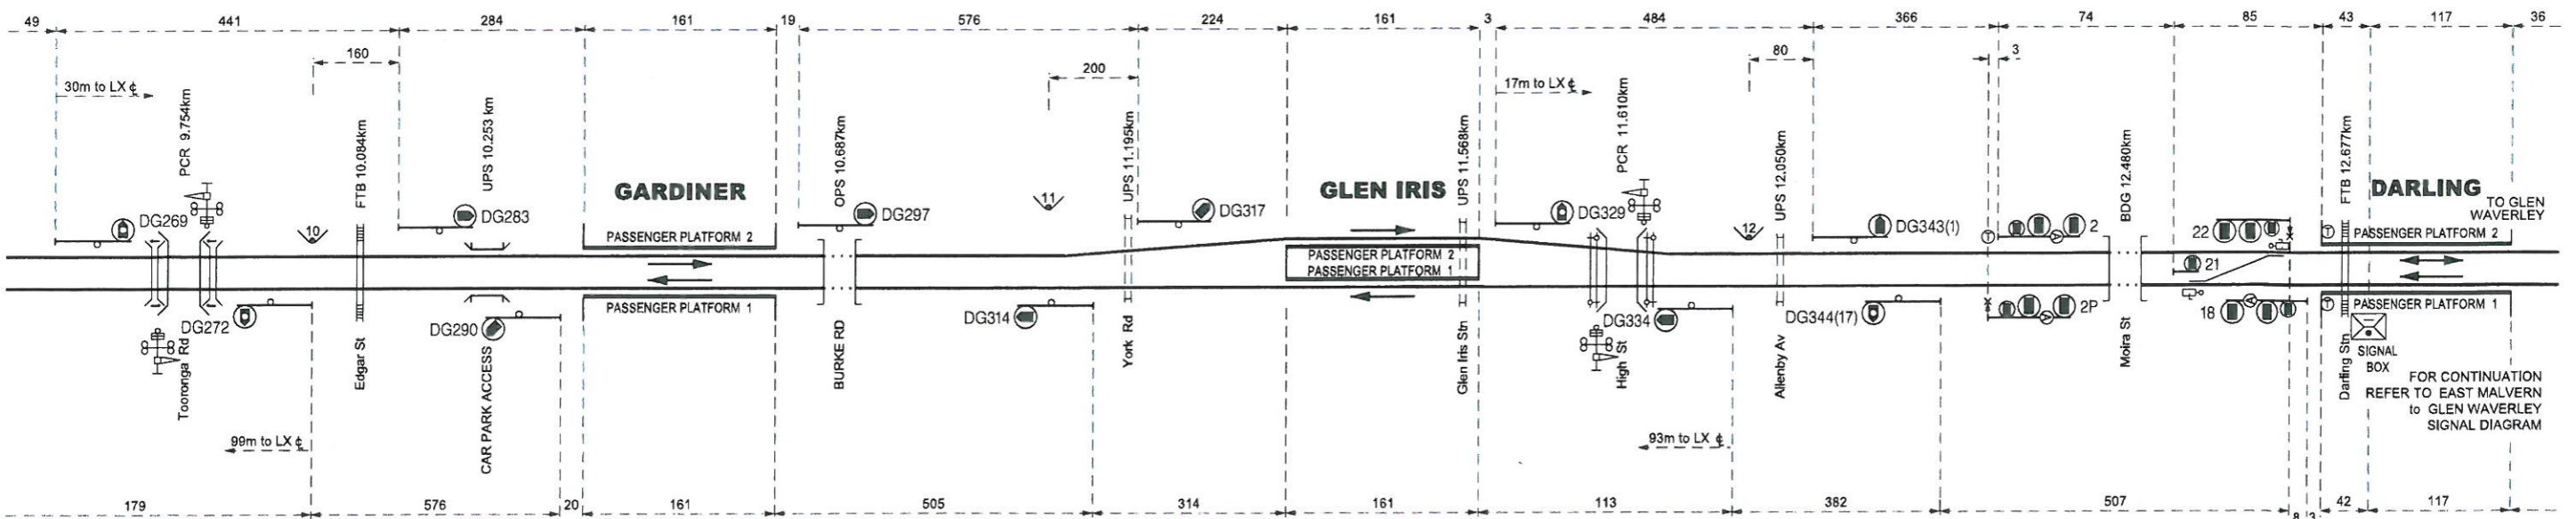 49 441 284 161 19 576 224 161 3 484 366 74 85 43 117 36
160 200 80 3
30m to LX ℄
17m to LX ℄
PCR 9.754km
FTB 10.084km
UPS 10.253 km
OPS 10.687km
UPS 11.195km
UPS 11.568km
PCR 11.610km
UPS 12.050km
BDG 12.480km
FTB 12.677km
GARDINER
GLEN IRIS
DARLING
TO GLEN
WAVERLEY
DG269
10
DG283
DG297
11
DG317
DG329
12
DG343(1)
T
A
2
22
T
PASSENGER PLATFORM 2
PASSENGER PLATFORM 2
PASSENGER PLATFORM 2
PASSENGER PLATFORM 1
21
PASSENGER PLATFORM 1
PASSENGER PLATFORM 1
DG272
DG290
DG314
DG334
DG344(17)
A
2P
18
A
T
Tooronga Rd
Edgar St
CAR PARK ACCESS
BURKE RD
York Rd
Glen Iris Stn
High St
Allenby Av
Moira St
Darling Stn
SIGNAL
BOX
FOR CONTINUATION
REFER TO EAST MALVERN
to GLEN WAVERLEY
SIGNAL DIAGRAM
99m to LX ℄
93m to LX ℄
179 576 20 161 505 314 161 113 382 507 42 117
8 3